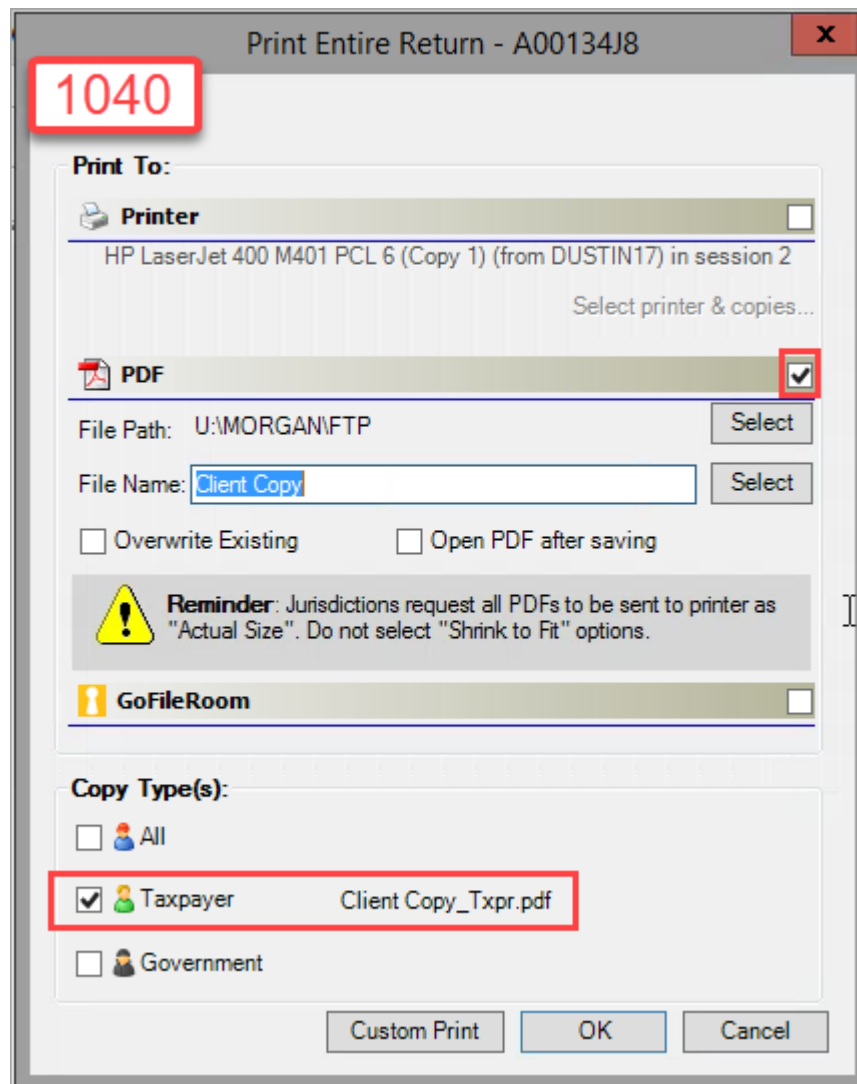 Print Entire Return - A00134J8
x
1040
Print To:
Printer
HP LaserJet 400 M401 PCL 6 (Copy 1) (from DUSTIN17) in session 2
Select printer & copies...
PDF
File Path: U:\MORGAN\FTP Select
File Name: Client Copy Select
Overwrite Existing Open PDF after saving
Reminder: Jurisdictions request all PDFs to be sent to printer as
"Actual Size". Do not select "Shrink to Fit" options.
GoFileRoom
Copy Type(s):
All
Taxpayer Client Copy_Txpr.pdf
Government
Custom Print OK Cancel